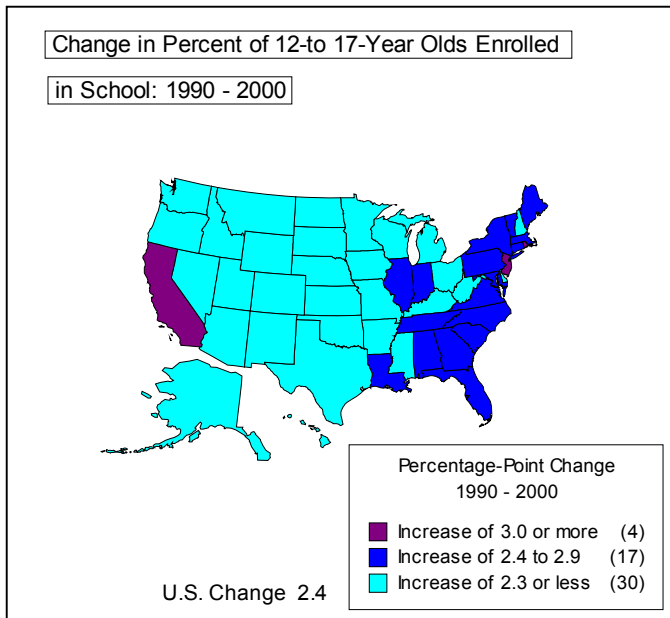 Change in Percent of 12-to 17-Year Olds Enrolled
in School: 1990 - 2000
Percentage-Point Change
1990 - 2000
Increase of 3.0 or more (4)
Increase of 2.4 to 2.9 (17)
Increase of 2.3 or less (30)
U.S. Change 2.4